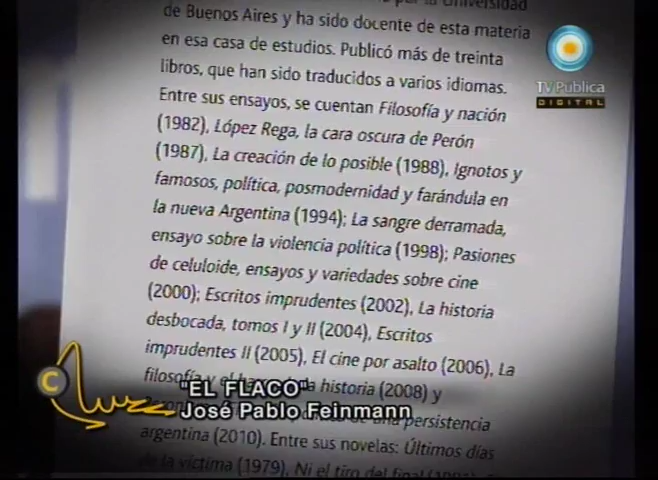 Universidad
de Buenos Aires y ha sido docente de esta materia
en esa casa de estudios. Publicó más de treinta
libros, que han sido traducidos a varios idiomas.
Entre sus ensayos, se cuentan Filosofía y nación
(1982), López Rega, la cara oscura de Perón
(1987), La creación de lo posible (1988), Ignotos y
famosos, política, posmodernidad y farándula en
la nueva Argentina (1994); La sangre derramada,
ensayo sobre la violencia política (1998); Pasiones
de celuloide, ensayos y variedades sobre cine
(2000); Escritos imprudentes (2002), La historia
desbocada, tomos I y II (2004), Escritos
imprudentes II (2005), El cine por asalto (2006), La
filosofía y el historia (2008) y
una persistencia
argentina (2010). Entre sus novelas: Últimos días
de la víctima (1979), Ni el tiro del final
TV Pública
DIGITAL
C
"EL FLACO"
José Pablo Feinmann